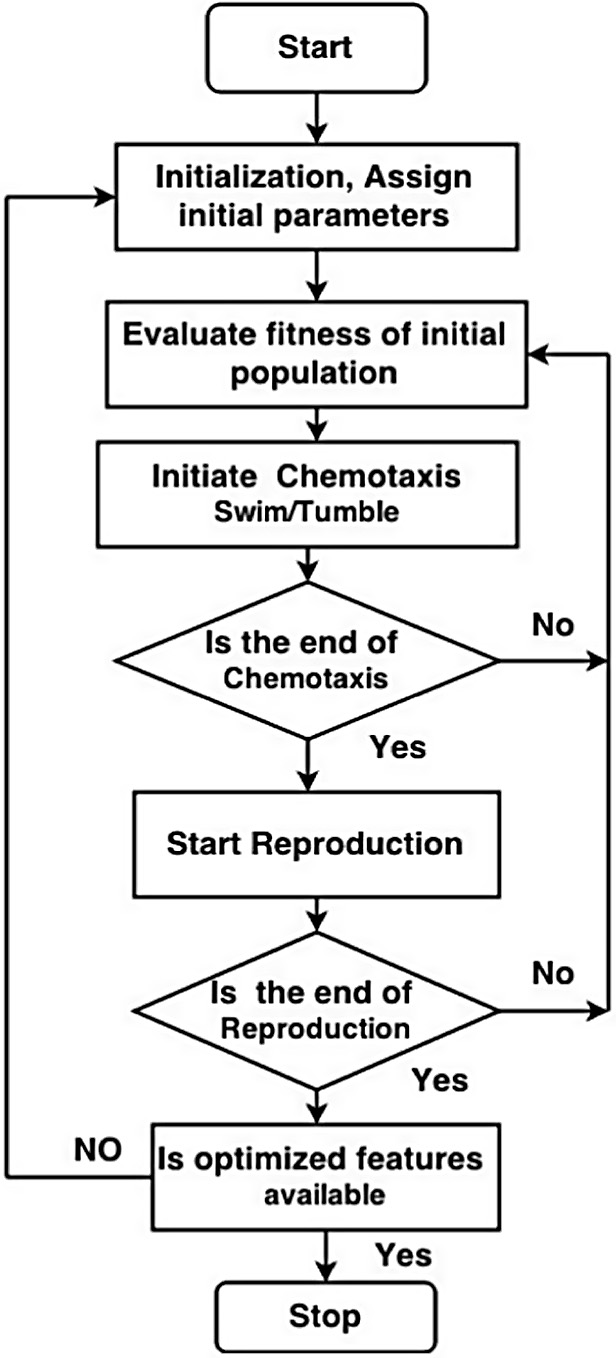 Start
Initialization, Assign
initial parameters
Evaluate fitness of initial
population
Initiate Chemotaxis
Swim/Tumble
Is the end of
Chemotaxis
No
Yes
Start Reproduction
Is the end of
Reproduction
No
Yes
Is optimized features
available
NO
Yes
Stop